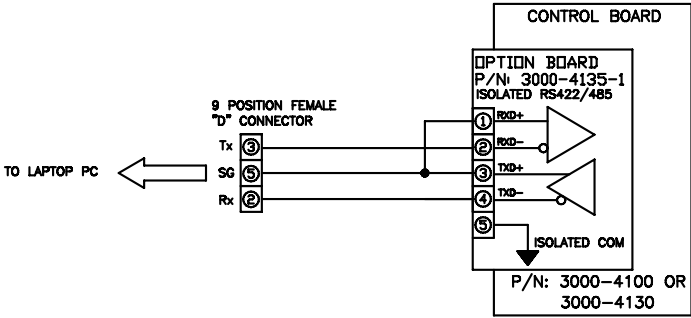 CONTROL BOARD
OPTION BOARD
P/N: 3000-4135-1
ISOLATED RS422/485
9 POSITION FEMALE
"D" CONNECTOR
1 RXD+
Tx 3 2 RXD-
TO LAPTOP PC SG 5 3 TXD+
Rx 2 4 TXD-
5
ISOLATED COM
P/N: 3000-4100 OR
3000-4130